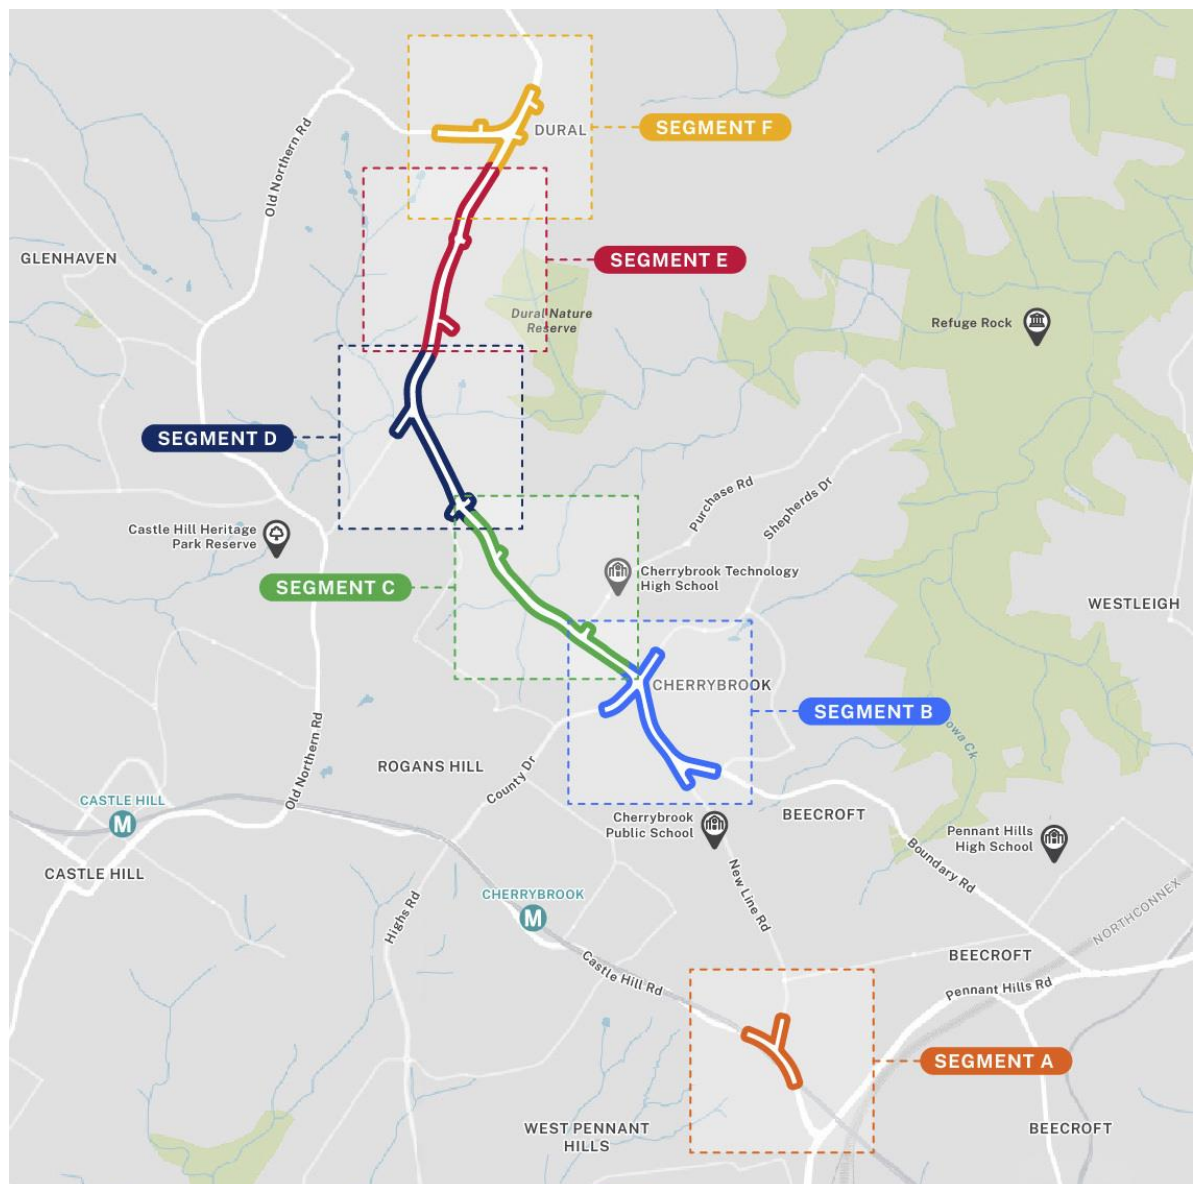 SEGMENT F
DURAL
Old Northern Rd
GLENHAVEN
SEGMENT E
Dural Nature
Reserve
Refuge Rock
SEGMENT D
Purchase Rd
Shepherds Dr
Castle Hill Heritage
Park Reserve
Cherrybrook Technology
High School
SEGMENT C
WESTLEIGH
CHERRYBROOK
SEGMENT B
owa Ck
Old Northern Rd
ROGANS HILL
County Dr
CASTLE HILL
M
Cherrybrook
Public School
BEECROFT
Pennant Hills
High School
CASTLE HILL
Boundary Rd
CHERRYBROOK
M
New Line Rd
Highs Rd
NORTHCONNEX
Castle Hill Rd
BEECROFT
Pennant Hills Rd
SEGMENT A
WEST PENNANT
HILLS
BEECROFT